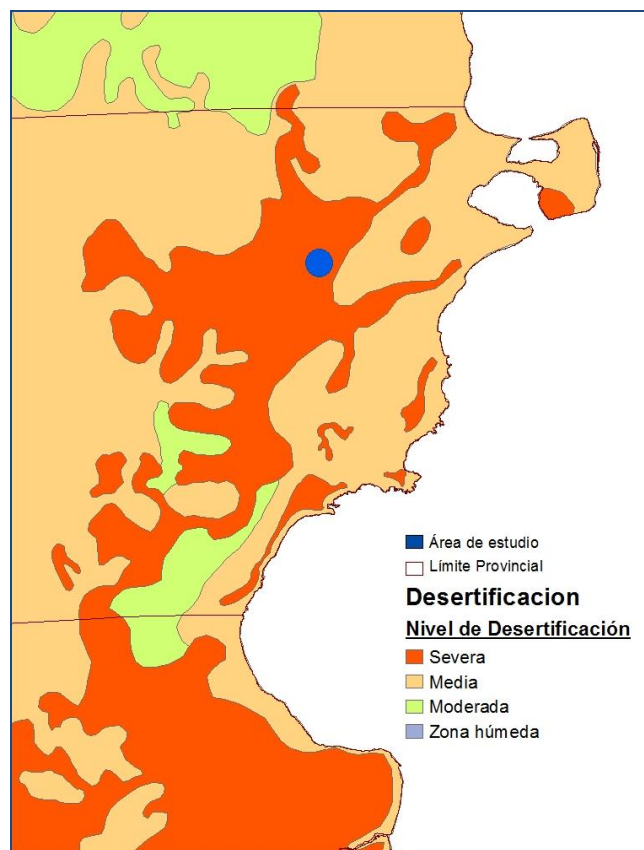 Área de estudio
Límite Provincial
Desertificacion
Nivel de Desertificación
Severa
Media
Moderada
Zona húmeda